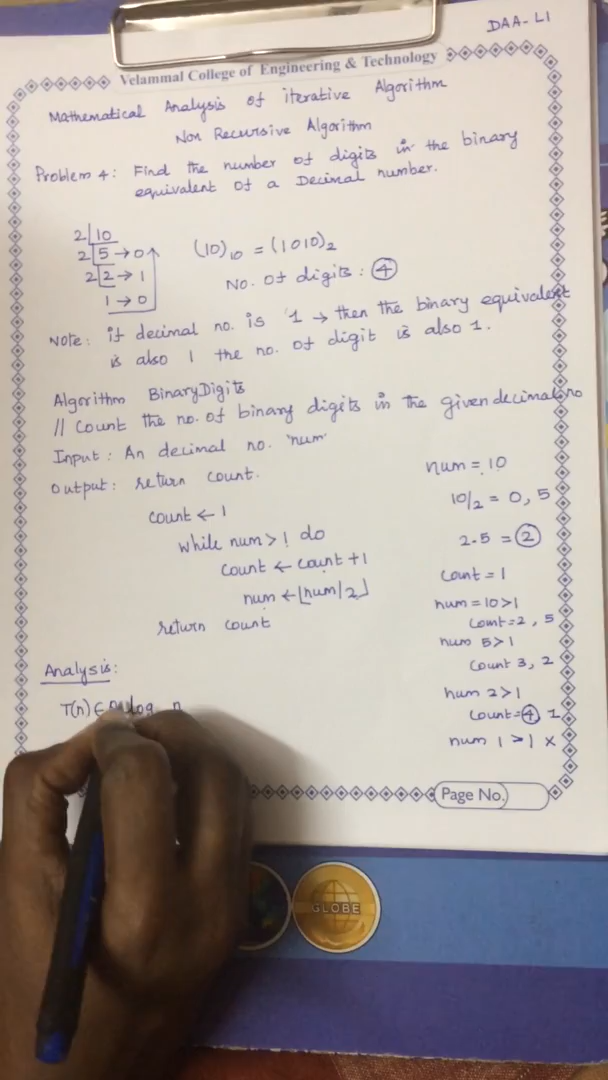 DAA-L1
Velammal College of Engineering & Technology
Mathematical Analysis of iterative Algorithm
Non Recursive Algorithm
Problem 4: Find the number of digits in the binary
equivalent of a Decimal number.
2 10
2 5 → 0
2 2 → 1
1 → 0
(10)₁₀ = (1010)₂
No. of digits: 4
Note: if decimal no. is '1 → then the binary equivalent
is also 1 the no. of digit is also 1.
Algorithm BinaryDigits
// Count the no. of binary digits in the given decimal no
Input: An decimal no. 'num'
Output: return count.
count ← 1
while num > 1 do
count ← count + 1
num ← ⌊num/2⌋
return count
num = 10
10/2 = 0, 5
2.5 = 2
Count = 1
num = 10 > 1
Count = 2, 5
num 5 > 1
Count 3, 2
num 2 > 1
Count = 4 1
num 1 > 1 x
Analysis:
T(n) ∈ log n
Page No.
GLOBE